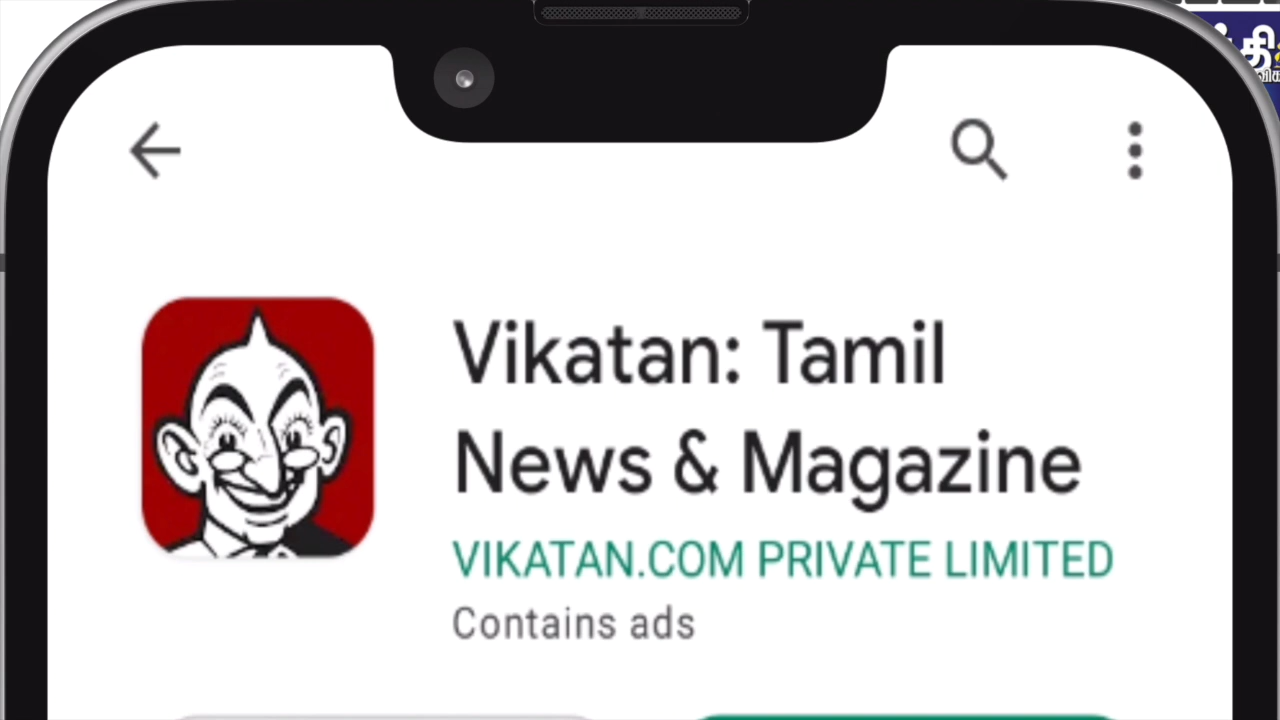 Vikatan: Tamil
News & Magazine
VIKATAN.COM PRIVATE LIMITED
Contains ads